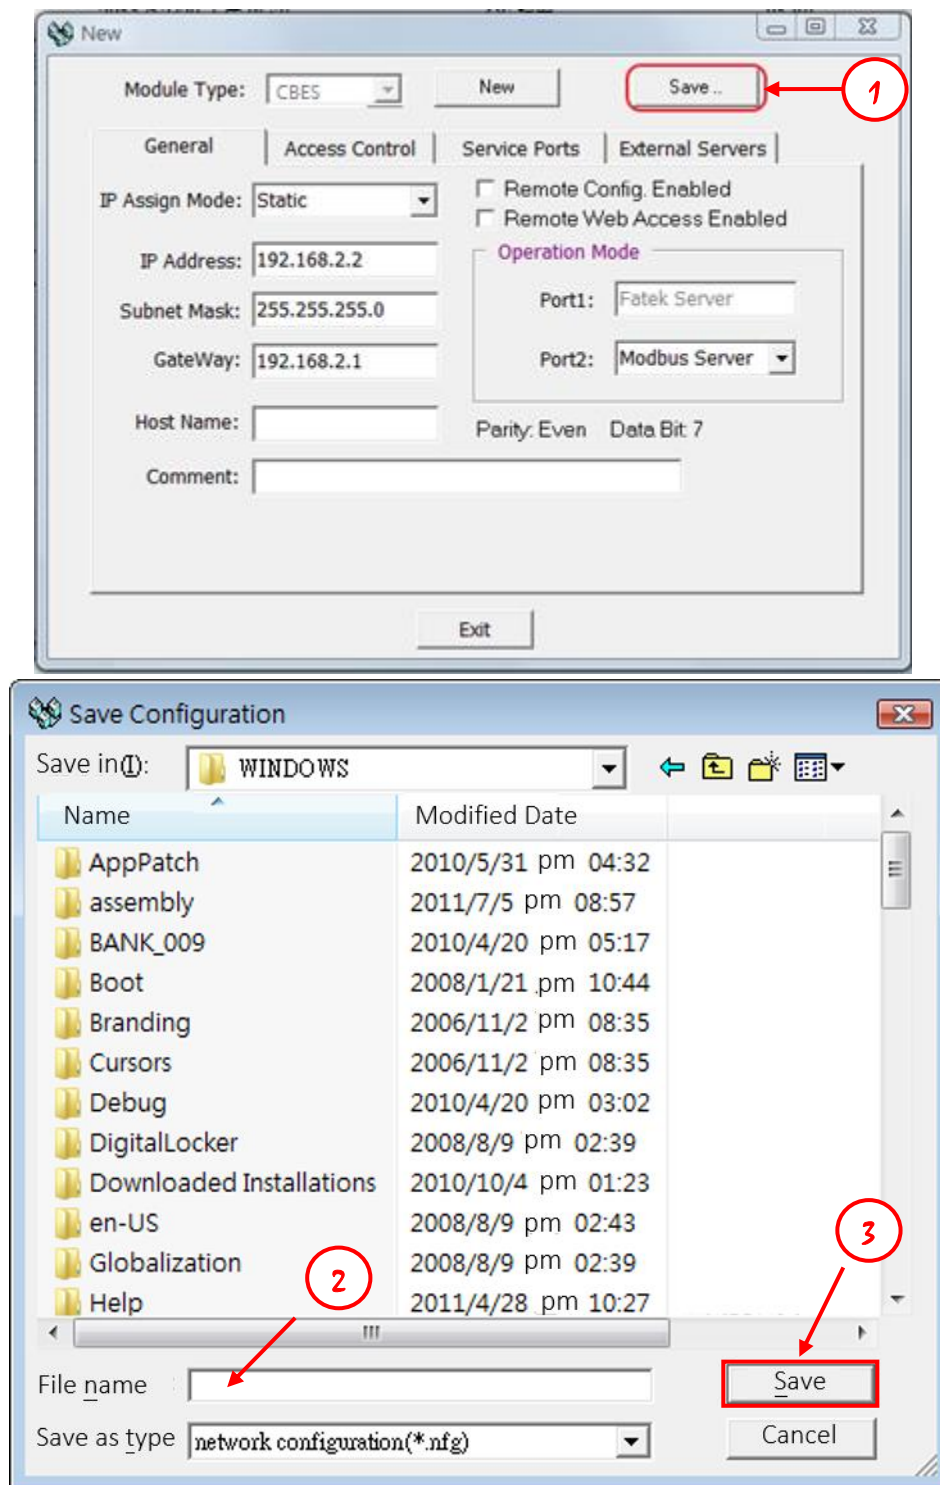 New
Module Type: CBES New Save .. 1
General Access Control Service Ports External Servers
IP Assign Mode: Static Remote Config. Enabled
Remote Web Access Enabled
IP Address: 192.168.2.2 Operation Mode
Subnet Mask: 255.255.255.0 Port1: Fatek Server
GateWay: 192.168.2.1 Port2: Modbus Server
Host Name: Parity: Even Data Bit: 7
Comment:
Exit
Save Configuration
Save in(I): WINDOWS
Name Modified Date
AppPatch 2010/5/31 pm 04:32
assembly 2011/7/5 pm 08:57
BANK_009 2010/4/20 pm 05:17
Boot 2008/1/21 pm 10:44
Branding 2006/11/2 pm 08:35
Cursors 2006/11/2 pm 08:35
Debug 2010/4/20 pm 03:02
DigitalLocker 2008/8/9 pm 02:39
Downloaded Installations 2010/10/4 pm 01:23
en-US 2008/8/9 pm 02:43
Globalization 2008/8/9 pm 02:39
Help 2011/4/28 pm 10:27
2
3
File name : Save
Save as type network configuration(*.nfg) Cancel